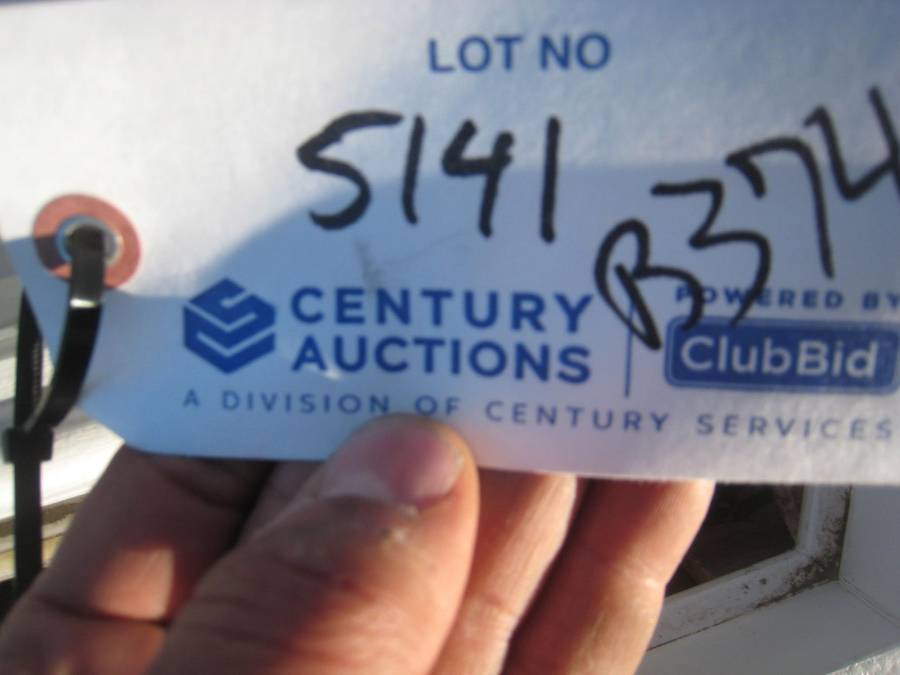 LOT NO
5141
B374
CENTURY
AUCTIONS
POWERED BY
ClubBid
A DIVISION OF CENTURY SERVICES